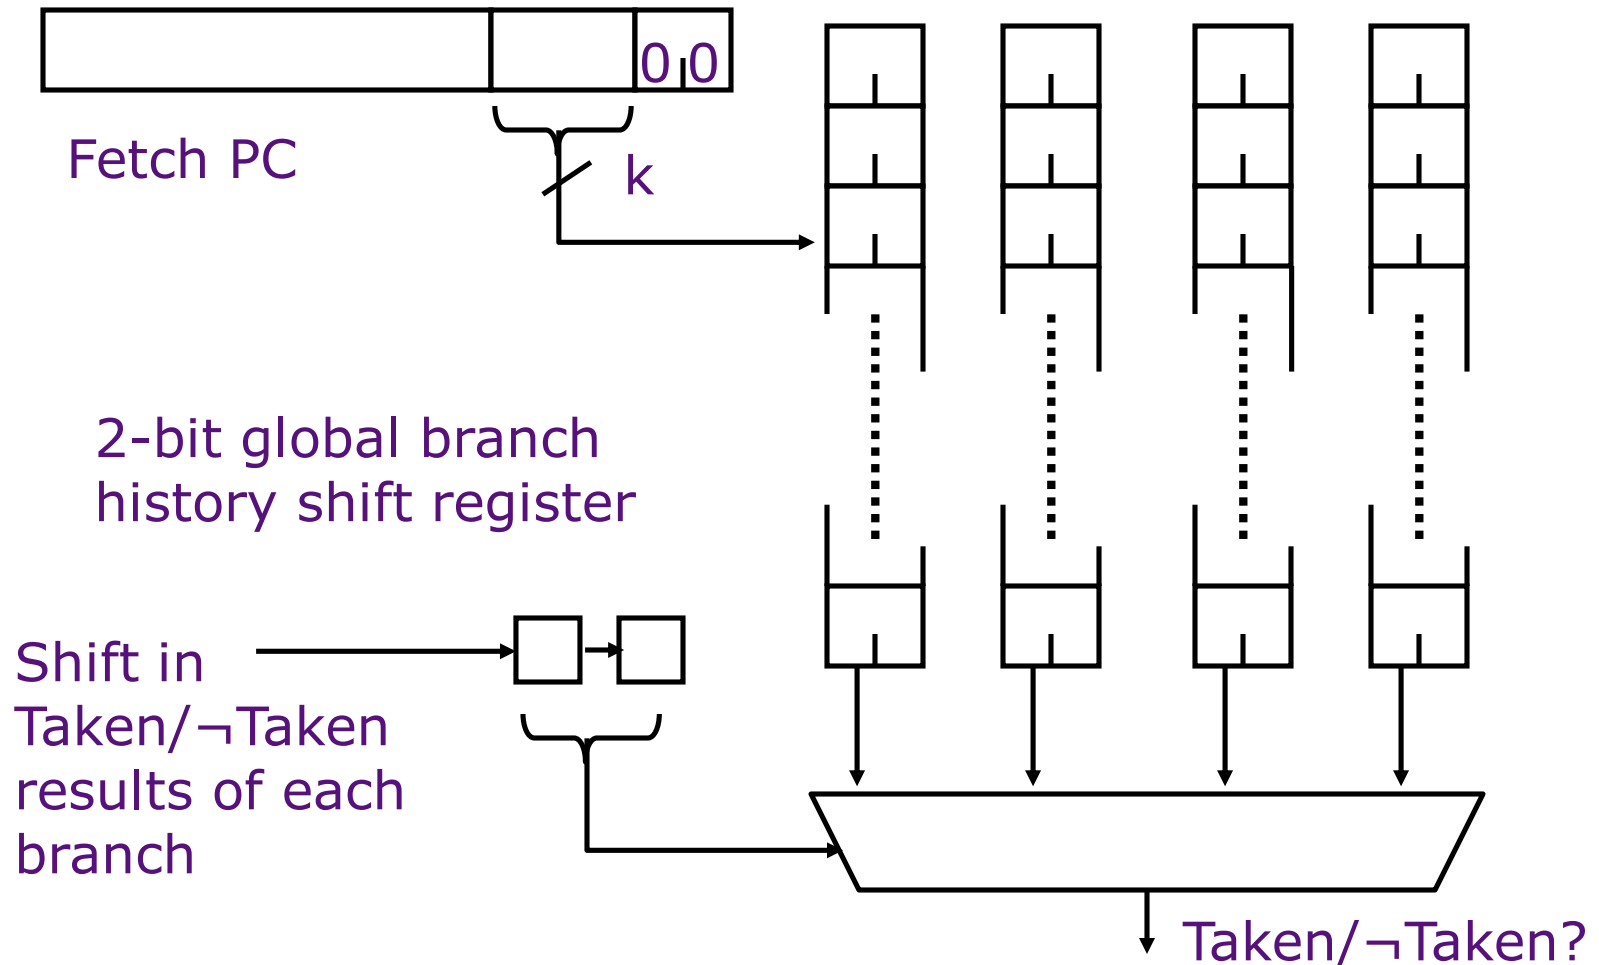 0 0
Fetch PC
k
2-bit global branch
history shift register
Shift in
Taken/¬Taken
results of each
branch
Taken/¬Taken?